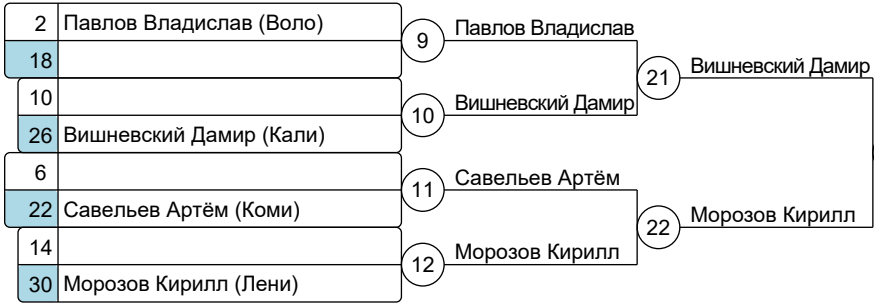 2 Павлов Владислав (Воло)
18
9 Павлов Владислав
10
26 Вишневский Дамир (Кали)
10 Вишневский Дамир
21 Вишневский Дамир
6
22 Савельев Артём (Коми)
11 Савельев Артём
14
30 Морозов Кирилл (Лени)
12 Морозов Кирилл
22 Морозов Кирилл